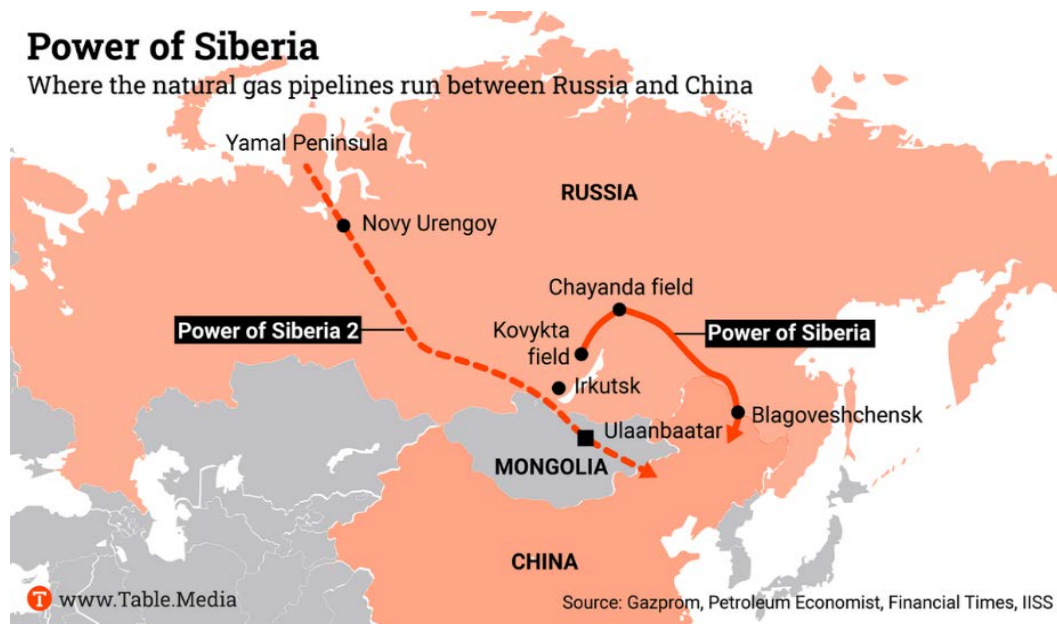 Power of Siberia
Where the natural gas pipelines run between Russia and China
Yamal Peninsula
RUSSIA
Novy Urengoy
Chayanda field
Power of Siberia 2
Kovykta
field
Power of Siberia
Irkutsk
Blagoveshchensk
Ulaanbaatar
MONGOLIA
CHINA
T www.Table.Media
Source: Gazprom, Petroleum Economist, Financial Times, IISS